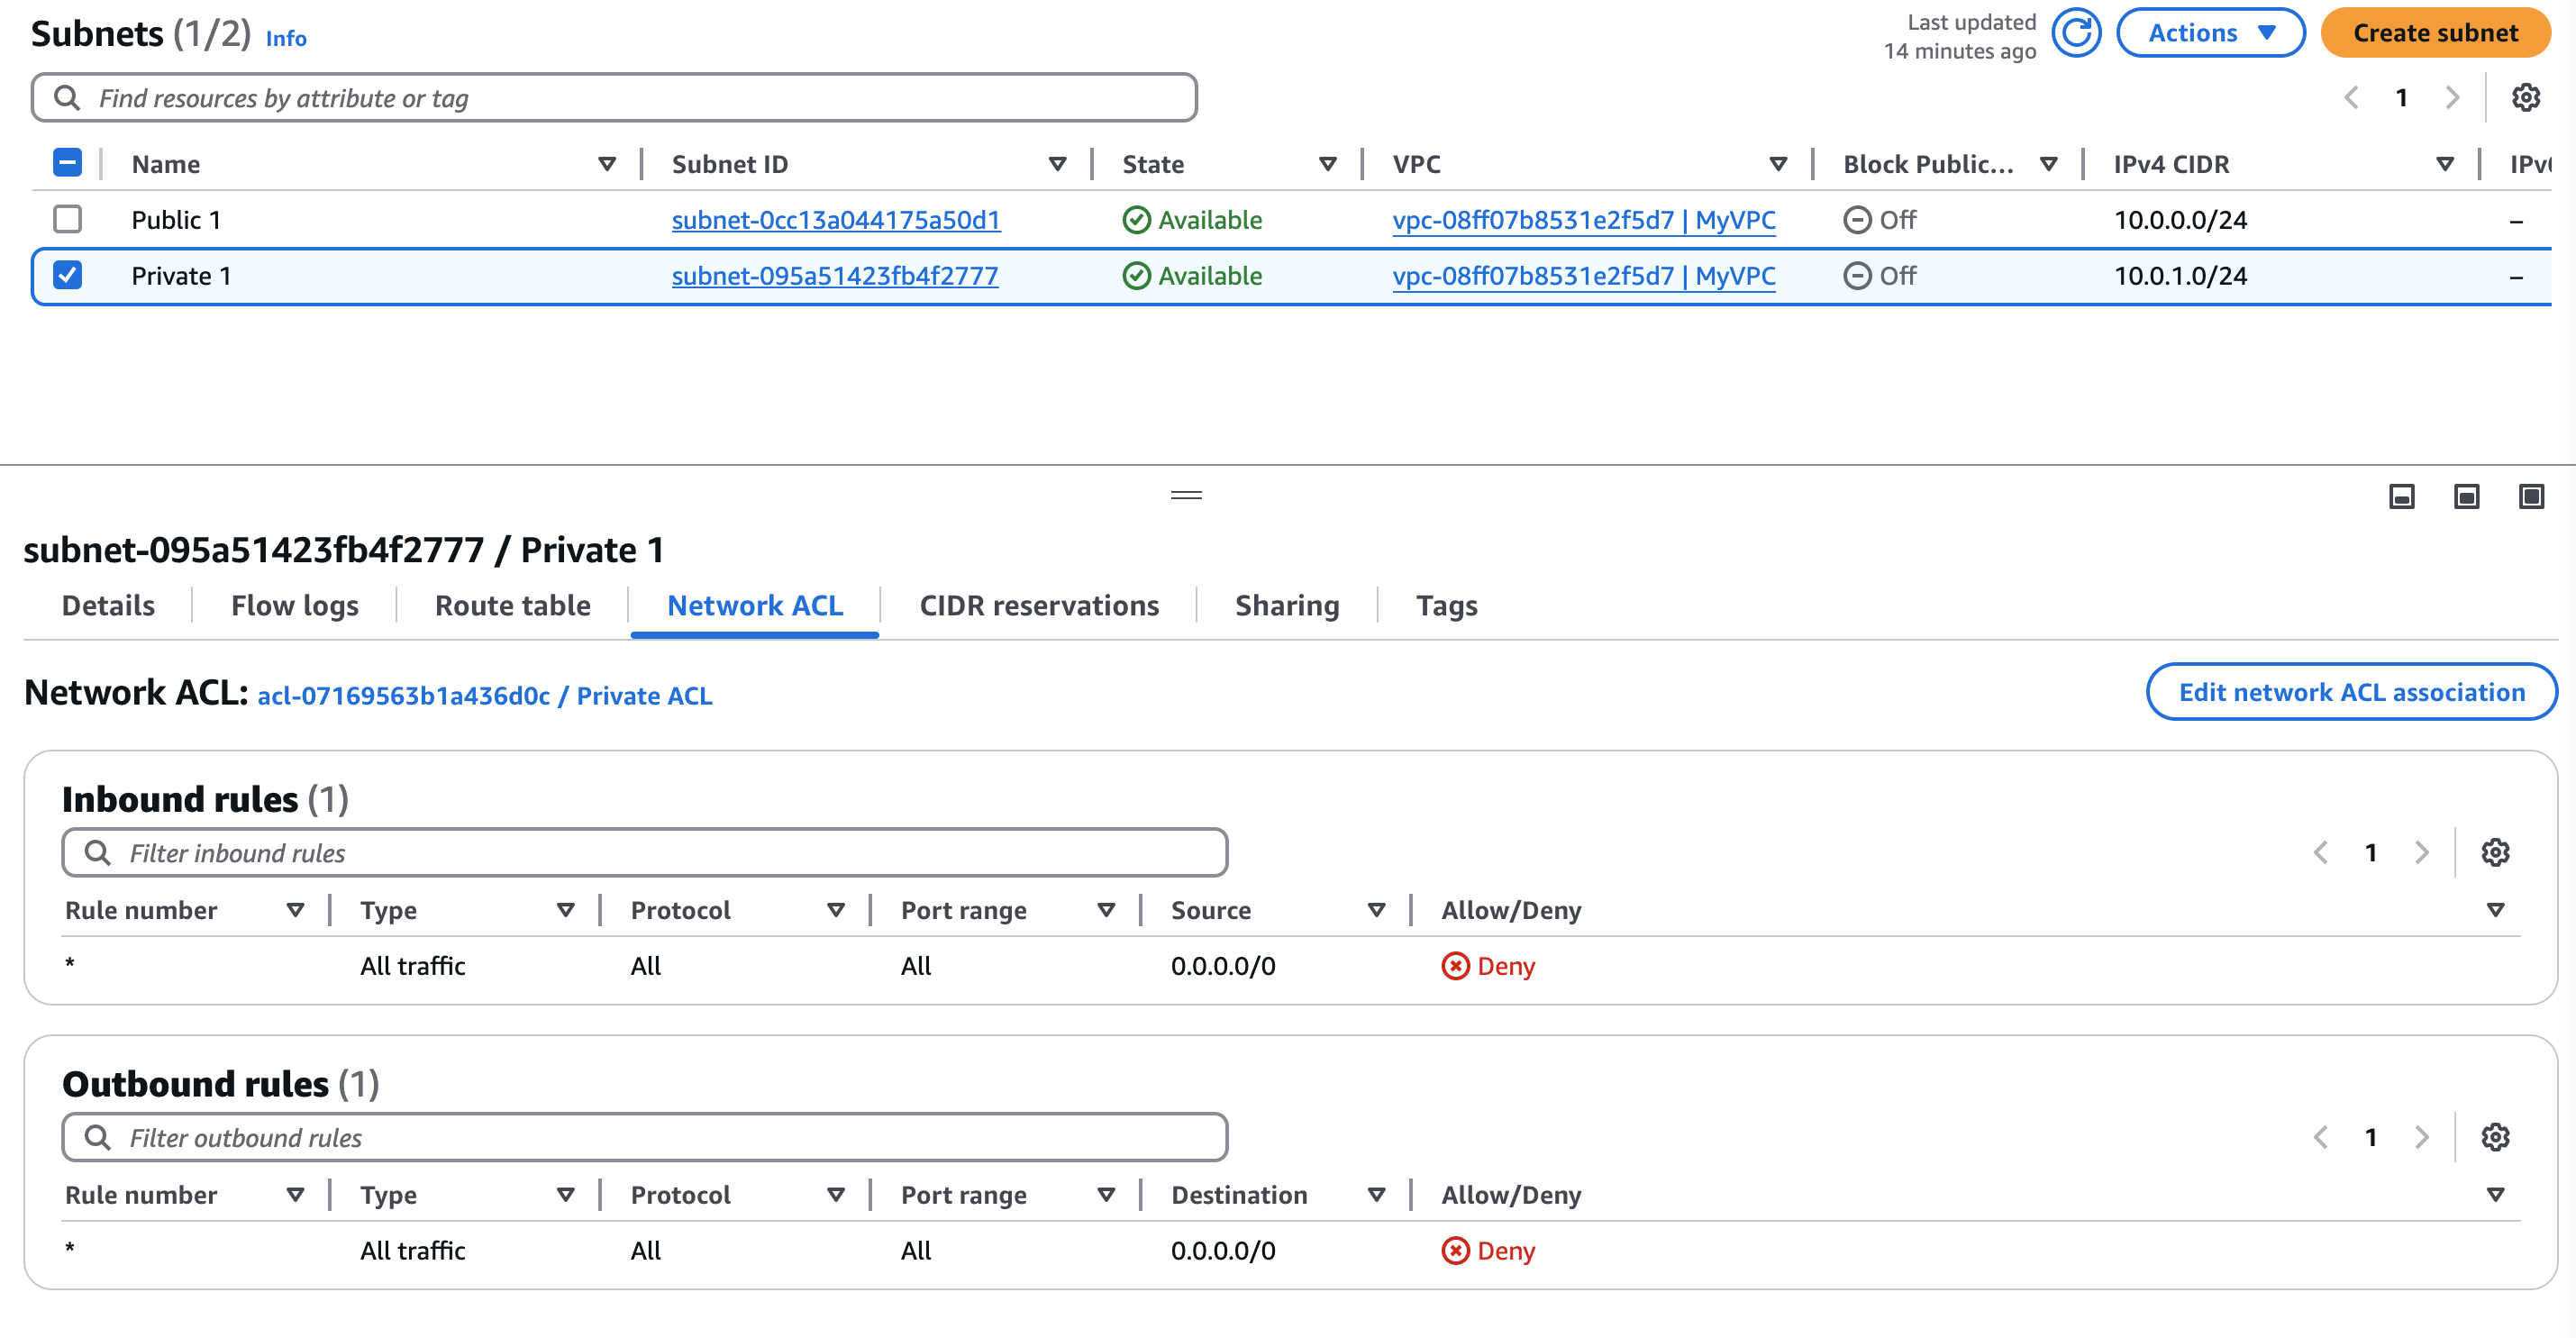 Subnets (1/2) Info
Last updated
14 minutes ago
Actions
Create subnet
Find resources by attribute or tag
1
Name Subnet ID State VPC Block Public... IPv4 CIDR
Public 1 subnet-0cc13a044175a50d1 Available vpc-08ff07b8531e2f5d7 | MyVPC Off 10.0.0.0/24 –
Private 1 subnet-095a51423fb4f2777 Available vpc-08ff07b8531e2f5d7 | MyVPC Off 10.0.1.0/24 –
subnet-095a51423fb4f2777 / Private 1
Details Flow logs Route table Network ACL CIDR reservations Sharing Tags
Network ACL: acl-07169563b1a436d0c / Private ACL
Edit network ACL association
Inbound rules (1)
Filter inbound rules
1
Rule number Type Protocol Port range Source Allow/Deny
* All traffic All All 0.0.0.0/0 Deny
Outbound rules (1)
Filter outbound rules
1
Rule number Type Protocol Port range Destination Allow/Deny
* All traffic All All 0.0.0.0/0 Deny